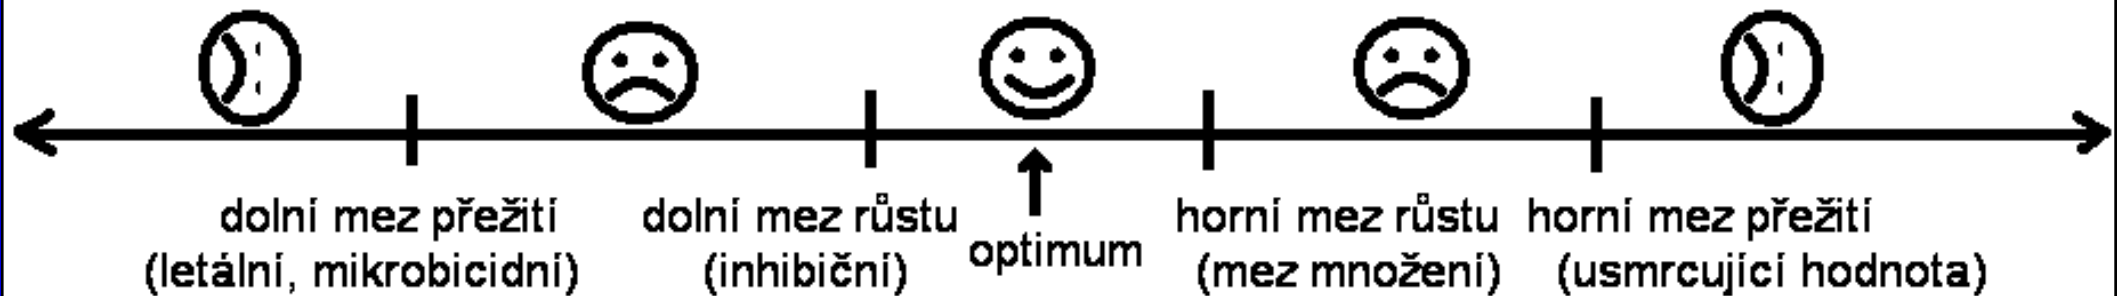 dolní mez přežití
(letální, mikrobicidní)
dolní mez růstu
(inhibiční)
optimum
horní mez růstu
(mez množení)
horní mez přežití
(usmrcující hodnota)